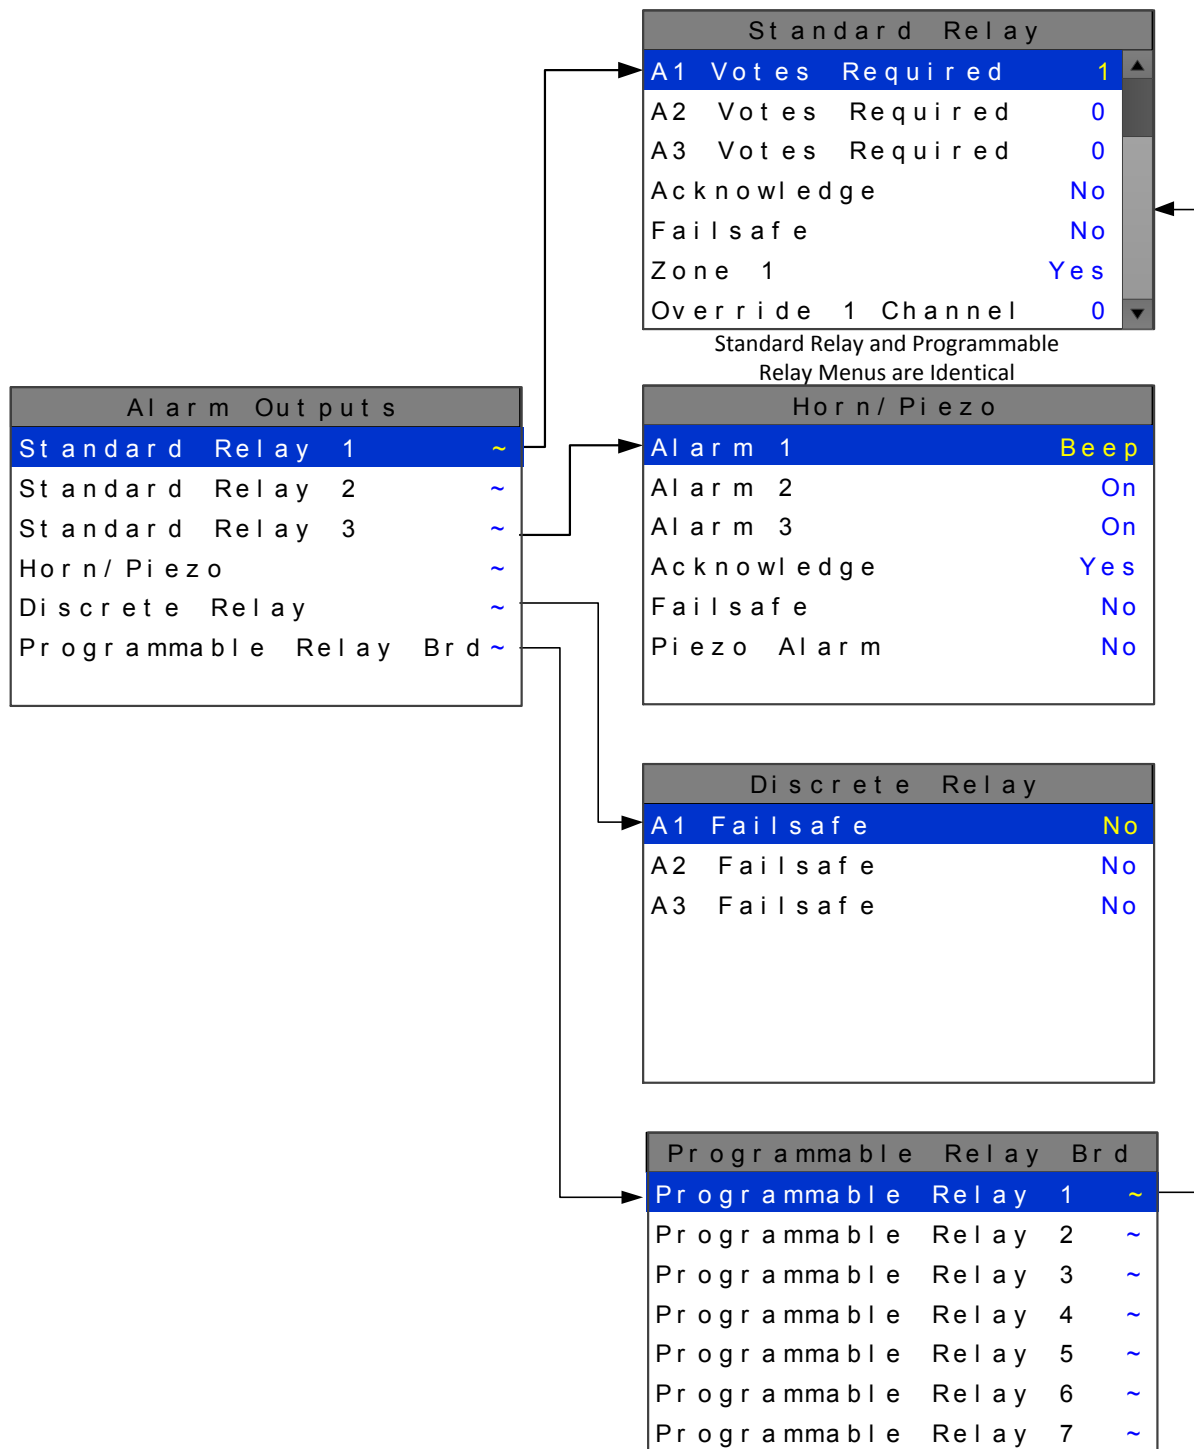 Standard Relay
A1 Votes Required 1
A2 Votes Required 0
A3 Votes Required 0
Acknowledge No
Failsafe No
Zone 1 Yes
Override 1 Channel 0
Standard Relay and Programmable
Relay Menus are Identical
Alarm Outputs
Standard Relay 1 ~
Standard Relay 2 ~
Standard Relay 3 ~
Horn/Piezo ~
Discrete Relay ~
Programmable Relay Brd ~
Horn/Piezo
Alarm 1 Beep
Alarm 2 On
Alarm 3 On
Acknowledge Yes
Failsafe No
Piezo Alarm No
Discrete Relay
A1 Failsafe No
A2 Failsafe No
A3 Failsafe No
Programmable Relay Brd
Programmable Relay 1 ~
Programmable Relay 2 ~
Programmable Relay 3 ~
Programmable Relay 4 ~
Programmable Relay 5 ~
Programmable Relay 6 ~
Programmable Relay 7 ~